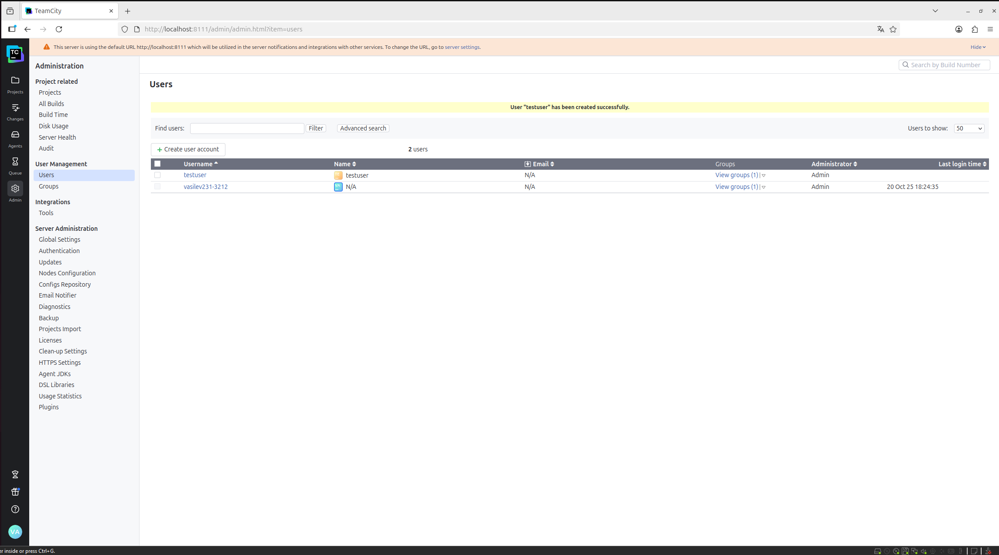 TeamCity
http://localhost:8111/admin/admin.html?item=users
TC
This server is using the default URL http://localhost:8111 which will be utilized in the server notifications and integrations with other services. To change the URL, go to server settings.
Hide
Administration
Search by Build Number
Project related
Projects
All Builds
Build Time
Disk Usage
Server Health
Audit
User Management
Users
Groups
Integrations
Tools
Server Administration
Global Settings
Authentication
Updates
Nodes Configuration
Configs Repository
Email Notifier
Diagnostics
Backup
Projects Import
Licenses
Clean-up Settings
HTTPS Settings
Agent JDKs
DSL Libraries
Usage Statistics
Plugins
Projects
Changes
Agents
Queue
Admin
VA
Users
User "testuser" has been created successfully.
Find users: Filter Advanced search Users to show: 50
Create user account 2 users
Username Name Email Groups Administrator Last login time
testuser TE testuser N/A View groups (1) Admin
vasilev231-3212 VA N/A N/A View groups (1) Admin 20 Oct 25 18:24:35
er inside or press Ctrl+G.